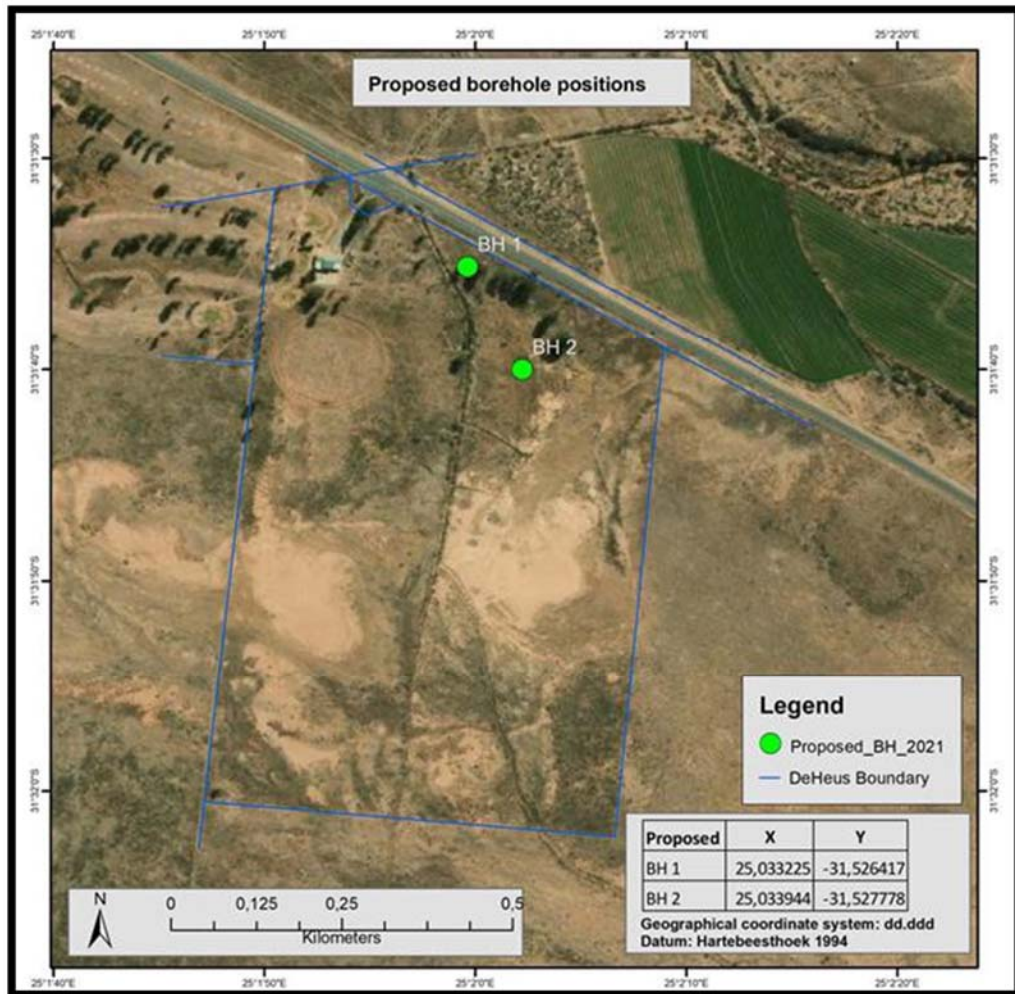 25°1'40"E 25°1'50"E 25°2'0"E 25°2'10"E 25°2'20"E
Proposed borehole positions
31°31'30"S 31°31'30"S
BH 1
BH 2
31°31'40"S 31°31'40"S
31°31'50"S 31°31'50"S
Legend
Proposed_BH_2021
DeHeus Boundary
31°32'0"S 31°32'0"S
Proposed X Y
BH 1 25,033225 -31,526417
BH 2 25,033944 -31,527778
Geographical coordinate system: dd.ddd
Datum: Hartebeesthoek 1994
N
0 0,125 0,25 0,5
Kilometers
25°1'40"E 25°1'50"E 25°2'0"E 25°2'10"E 25°2'20"E